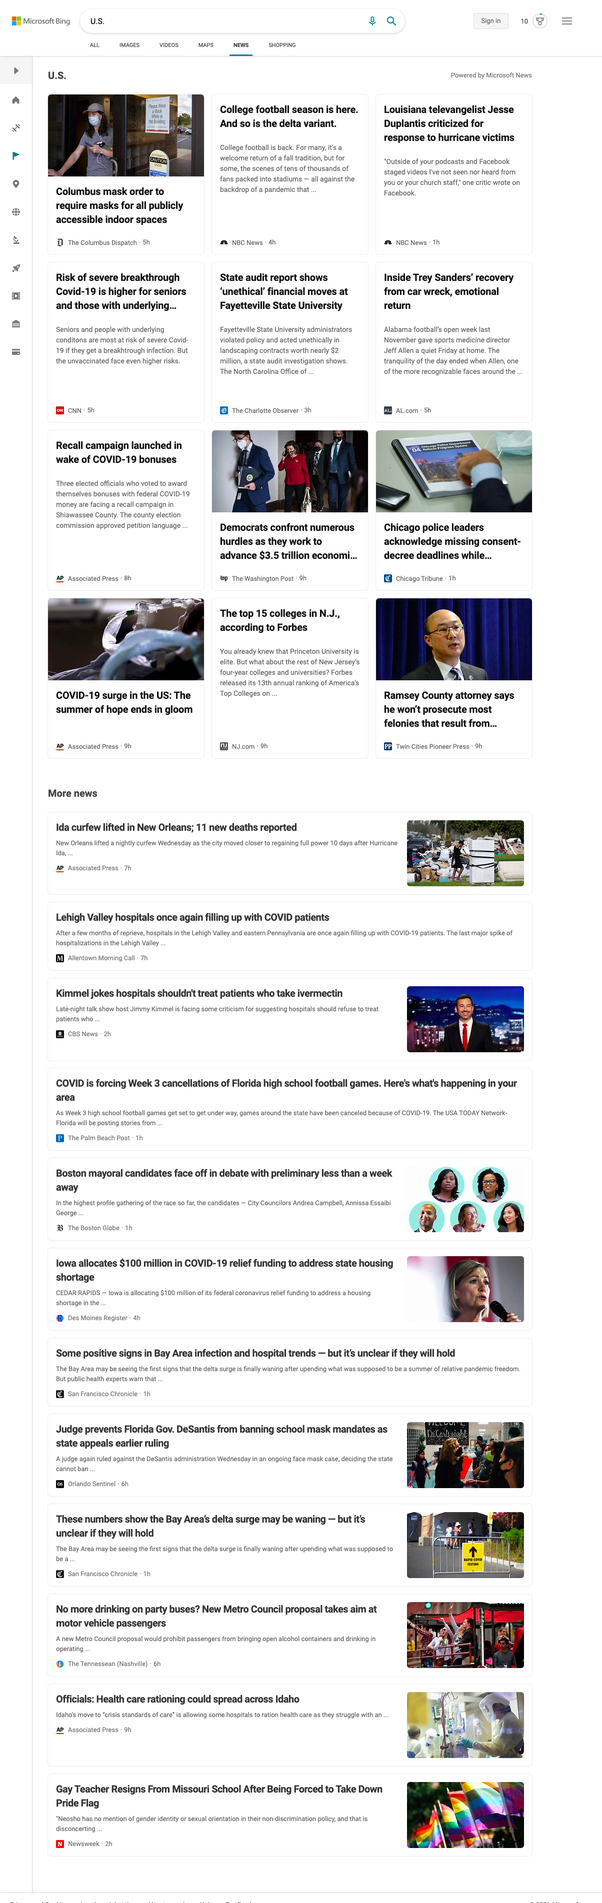 Microsoft Bing
U.S.
Sign in
10
ALL
IMAGES
VIDEOS
MAPS
NEWS
SHOPPING
U.S.
Powered by Microsoft News
Columbus mask order to
require masks for all publicly
accessible indoor spaces
The Columbus Dispatch · 5h
College football season is here.
And so is the delta variant.
College football is back. For many, it's a
welcome return of a fall tradition, but for
some, the scenes of tens of thousands of
fans packed into stadiums — all against the
backdrop of a pandemic that ...
NBC News · 4h
Louisiana televangelist Jesse
Duplantis criticized for
response to hurricane victims
"Outside of your podcasts and Facebook
staged videos I've not seen nor heard from
you or your church staff," one critic wrote on
Facebook.
NBC News · 1h
Risk of severe breakthrough
Covid-19 is higher for seniors
and those with underlying...
Seniors and people with underlying
conditons are most at risk of severe Covid-
19 if they get a breakthrough infection. But
the unvaccinated face even higher risks.
CNN · 5h
State audit report shows
'unethical' financial moves at
Fayetteville State University
Fayetteville State University administrators
violated policy and acted unethically in
landscaping contracts worth nearly $2
million, a state audit investigation shows.
The North Carolina Office of ...
The Charlotte Observer · 3h
Inside Trey Sanders' recovery
from car wreck, emotional
return
Alabama football's open week last
November gave sports medicine director
Jeff Allen a quiet Friday at home. The
tranquility of the day ended when Allen, one
of the more recognizable faces around the ...
AL.com · 5h
Recall campaign launched in
wake of COVID-19 bonuses
Three elected officials who voted to award
themselves bonuses with federal COVID-19
money are facing a recall campaign in
Shiawassee County. The county election
commission approved petition language ...
AP Associated Press · 8h
Democrats confront numerous
hurdles as they work to
advance $3.5 trillion economi...
wp The Washington Post · 9h
Chicago police leaders
acknowledge missing consent-
decree deadlines while...
Chicago Tribune · 1h
COVID-19 surge in the US: The
summer of hope ends in gloom
AP Associated Press · 9h
The top 15 colleges in N.J.,
according to Forbes
You already knew that Princeton University is
elite. But what about the rest of New Jersey's
four-year colleges and universities? Forbes
released its 13th annual ranking of America's
Top Colleges on ...
NJ.com · 9h
Ramsey County attorney says
he won't prosecute most
felonies that result from...
PP Twin Cities Pioneer Press · 9h
More news
Ida curfew lifted in New Orleans; 11 new deaths reported
New Orleans lifted a nightly curfew Wednesday as the city moved closer to regaining full power 10 days after Hurricane
Ida, ...
AP Associated Press · 7h
Lehigh Valley hospitals once again filling up with COVID patients
After a few months of reprieve, hospitals in the Lehigh Valley and eastern Pennsylvania are once again filling up with COVID-19 patients. The last major spike of
hospitalizations in the Lehigh Valley ...
Allentown Morning Call · 7h
Kimmel jokes hospitals shouldn't treat patients who take ivermectin
Late-night talk show host Jimmy Kimmel is facing some criticism for suggesting hospitals should refuse to treat
patients who ...
CBS News · 2h
COVID is forcing Week 3 cancellations of Florida high school football games. Here's what's happening in your
area
As Week 3 high school football games get set to get under way, games around the state have been canceled because of COVID-19. The USA TODAY Network-
Florida will be posting stories from ...
The Palm Beach Post · 1h
Boston mayoral candidates face off in debate with preliminary less than a week
away
In the highest profile gathering of the race so far, the candidates — City Councilors Andrea Campbell, Annissa Essaibi
George ...
The Boston Globe · 1h
Iowa allocates $100 million in COVID-19 relief funding to address state housing
shortage
CEDAR RAPIDS — Iowa is allocating $100 million of its federal coronavirus relief funding to address a housing
shortage in the ...
Des Moines Register · 4h
Some positive signs in Bay Area infection and hospital trends — but it's unclear if they will hold
The Bay Area may be seeing the first signs that the delta surge is finally waning after upending what was supposed to be a summer of relative pandemic freedom.
But public health experts warn that ...
San Francisco Chronicle · 1h
Judge prevents Florida Gov. DeSantis from banning school mask mandates as
state appeals earlier ruling
A judge again ruled against the DeSantis administration Wednesday in an ongoing face mask case, deciding the state
cannot ban ...
OS Orlando Sentinel · 6h
These numbers show the Bay Area's delta surge may be waning — but it's
unclear if they will hold
The Bay Area may be seeing the first signs that the delta surge is finally waning after upending what was supposed to
be a ...
San Francisco Chronicle · 1h
No more drinking on party buses? New Metro Council proposal takes aim at
motor vehicle passengers
A new Metro Council proposal would prohibit passengers from bringing open alcohol containers and drinking in
operating ...
The Tennessean (Nashville) · 6h
Officials: Health care rationing could spread across Idaho
Idaho's move to "crisis standards of care" is allowing some hospitals to ration health care as they struggle with an ...
AP Associated Press · 9h
Gay Teacher Resigns From Missouri School After Being Forced to Take Down
Pride Flag
"Neosho has no mention of gender identity or sexual orientation in their non-discrimination policy, and that is
disconcerting ...
N Newsweek · 2h